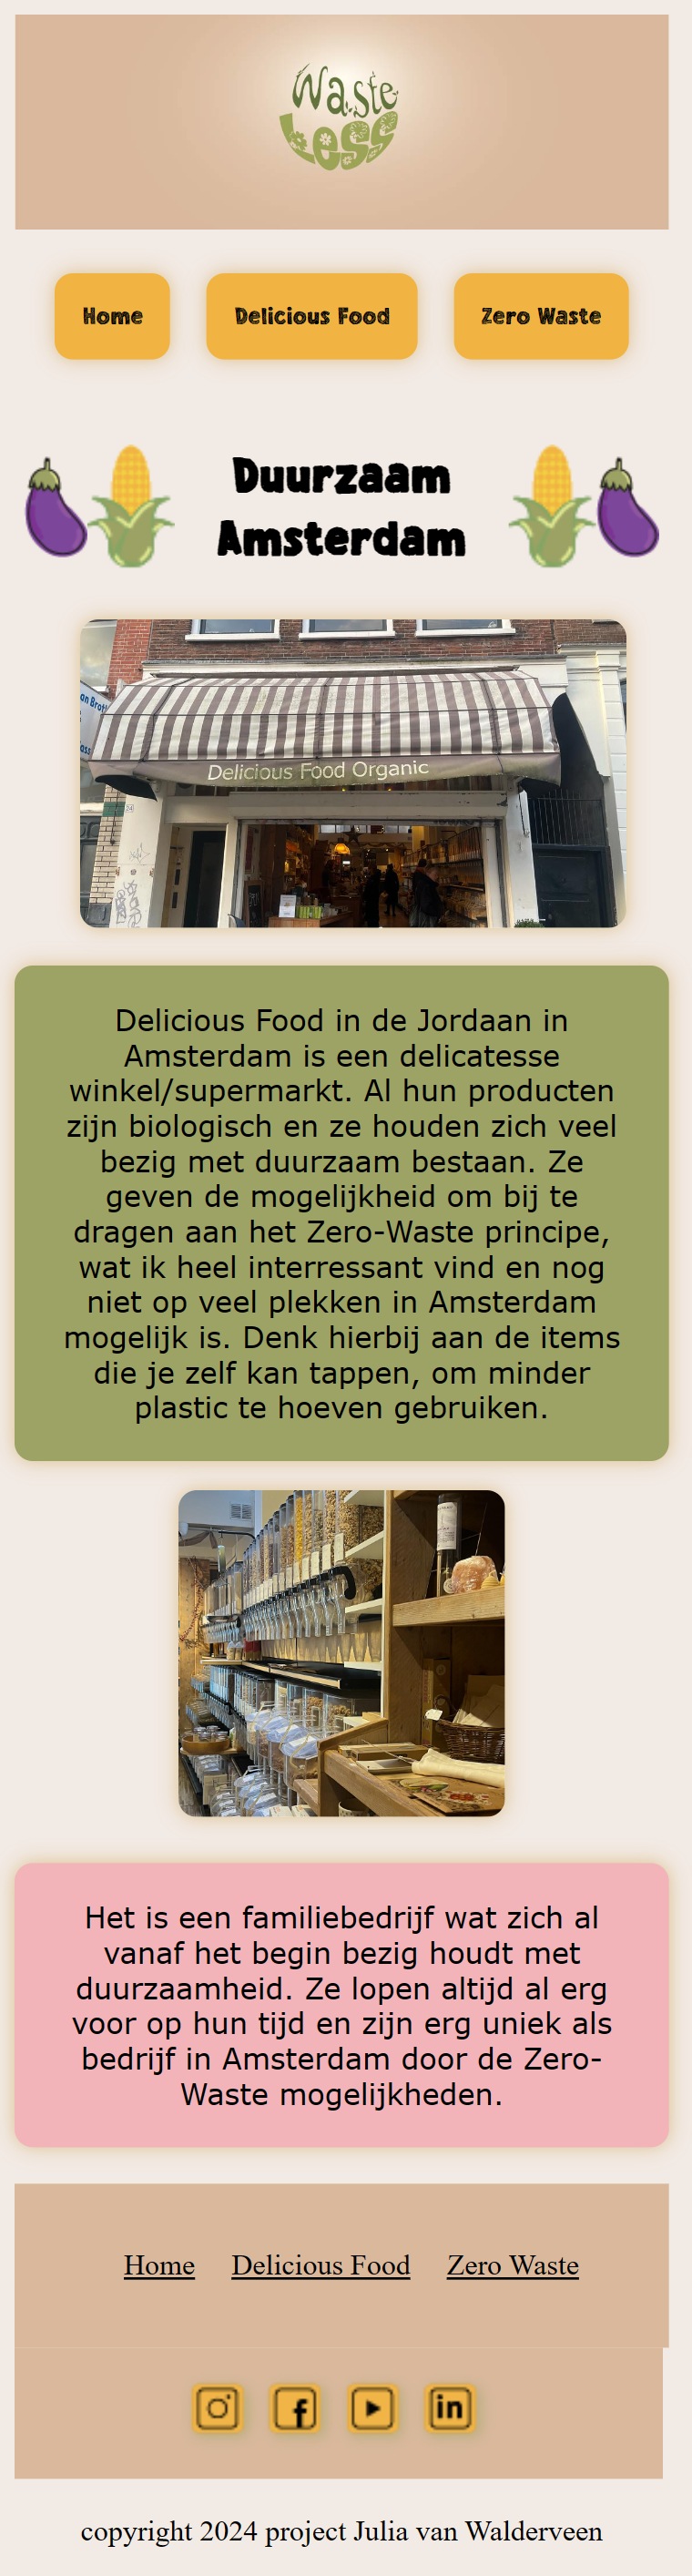 Waste
Less
Home
Delicious Food
Zero Waste
Duurzaam
Amsterdam
Delicious Food Organic
24
Delicious Food in de Jordaan in
Amsterdam is een delicatesse
winkel/supermarkt. Al hun producten
zijn biologisch en ze houden zich veel
bezig met duurzaam bestaan. Ze
geven de mogelijkheid om bij te
dragen aan het Zero-Waste principe,
wat ik heel interressant vind en nog
niet op veel plekken in Amsterdam
mogelijk is. Denk hierbij aan de items
die je zelf kan tappen, om minder
plastic te hoeven gebruiken.
Het is een familiebedrijf wat zich al
vanaf het begin bezig houdt met
duurzaamheid. Ze lopen altijd al erg
voor op hun tijd en zijn erg uniek als
bedrijf in Amsterdam door de Zero-
Waste mogelijkheden.
Home Delicious Food Zero Waste
f in
copyright 2024 project Julia van Walderveen